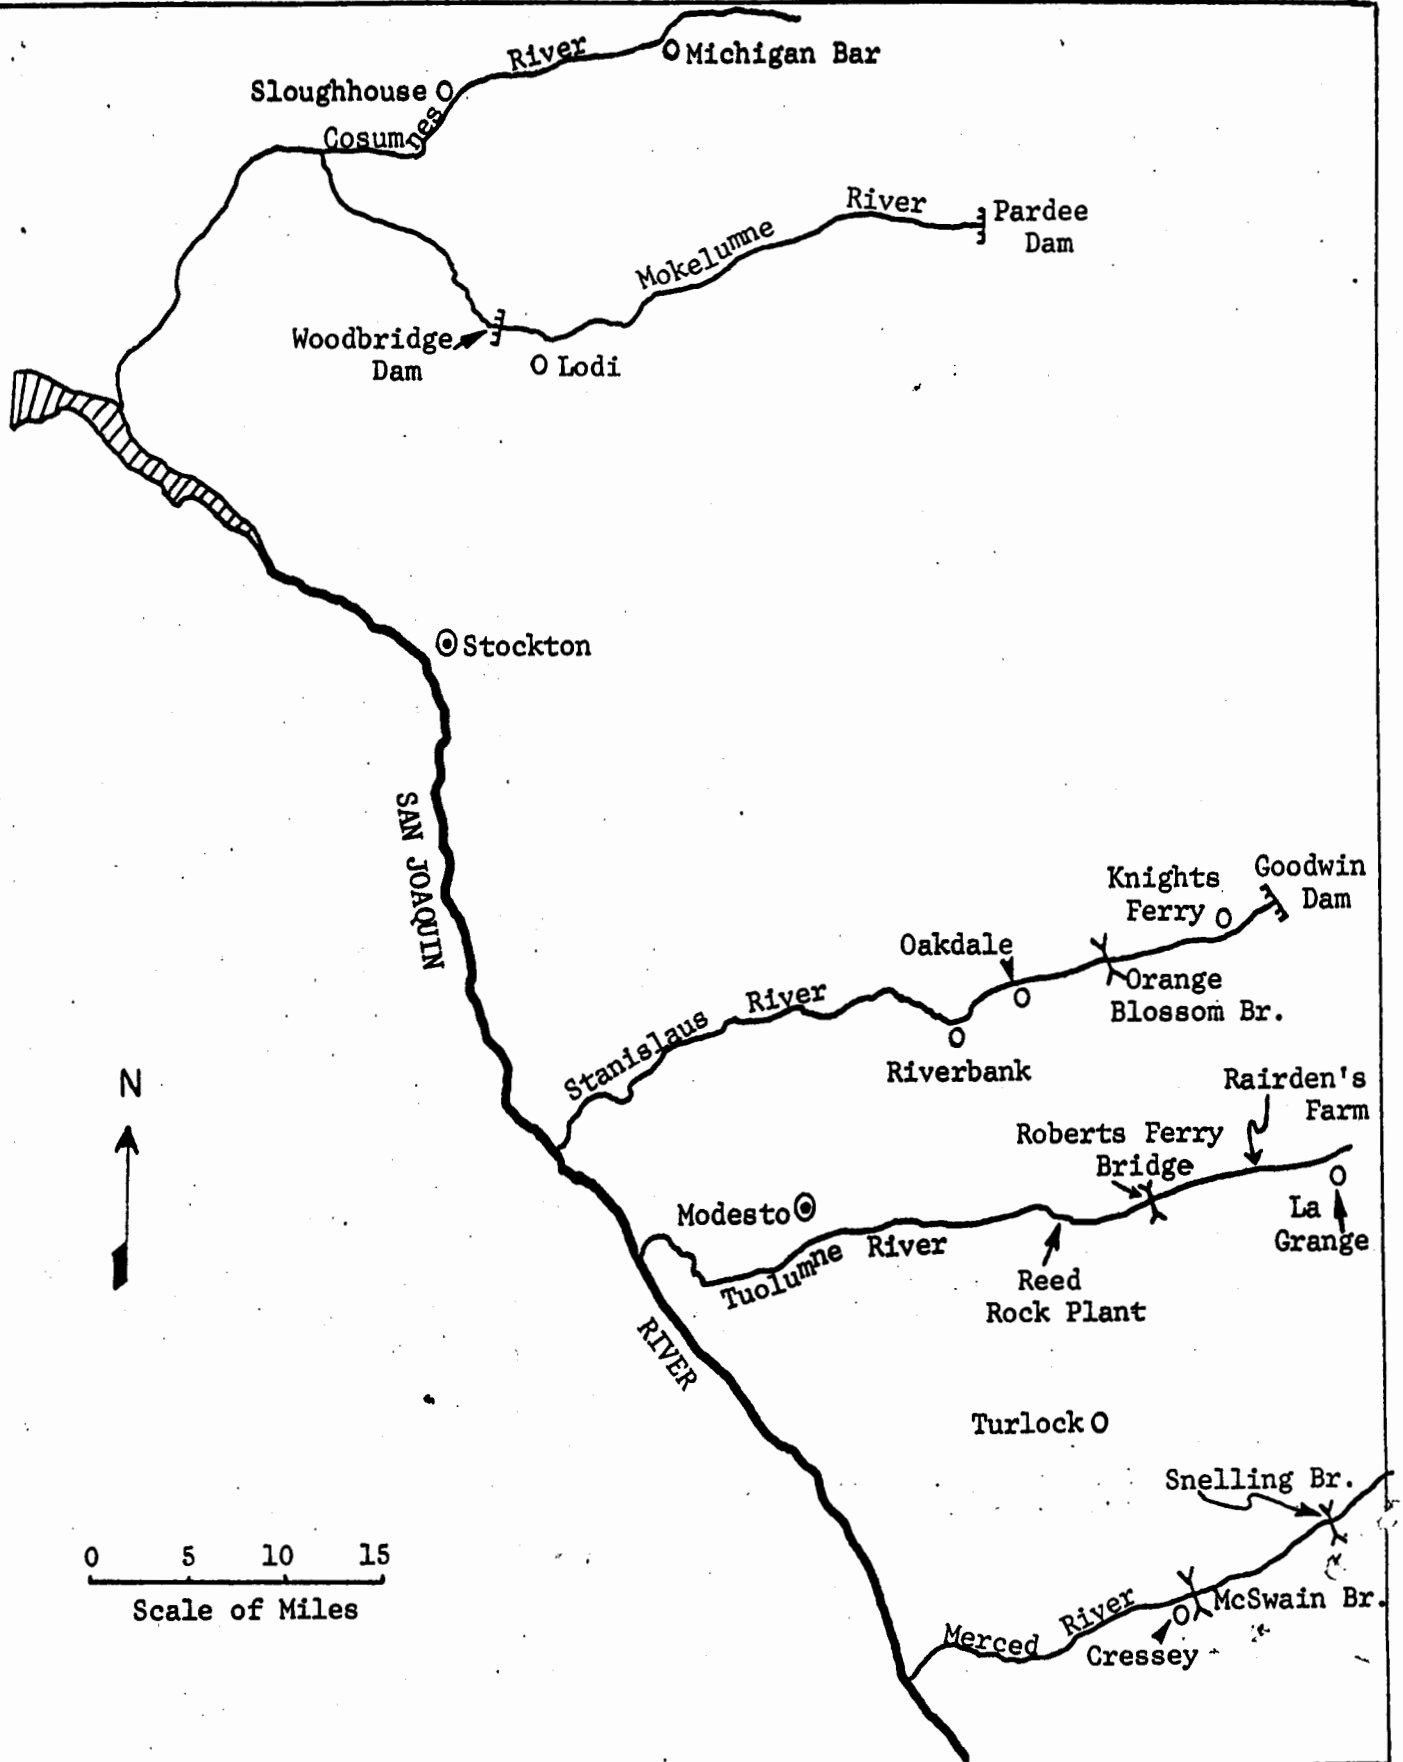 River
Michigan Bar
Sloughhouse
Cosumnes
River
Pardee
Dam
Mokelumne
Woodbridge
Dam
Lodi
Stockton
SAN JOAQUIN
Knights
Ferry
Goodwin
Dam
Oakdale
Orange
Blossom Br.
River
Stanislaus
Riverbank
N
Rairden's
Farm
Roberts Ferry
Bridge
Modesto
La
Grange
River
Tuolumne
Reed
Rock Plant
RIVER
Turlock
Snelling Br.
0 5 10 15
Scale of Miles
River
McSwain Br.
Merced
Cressey